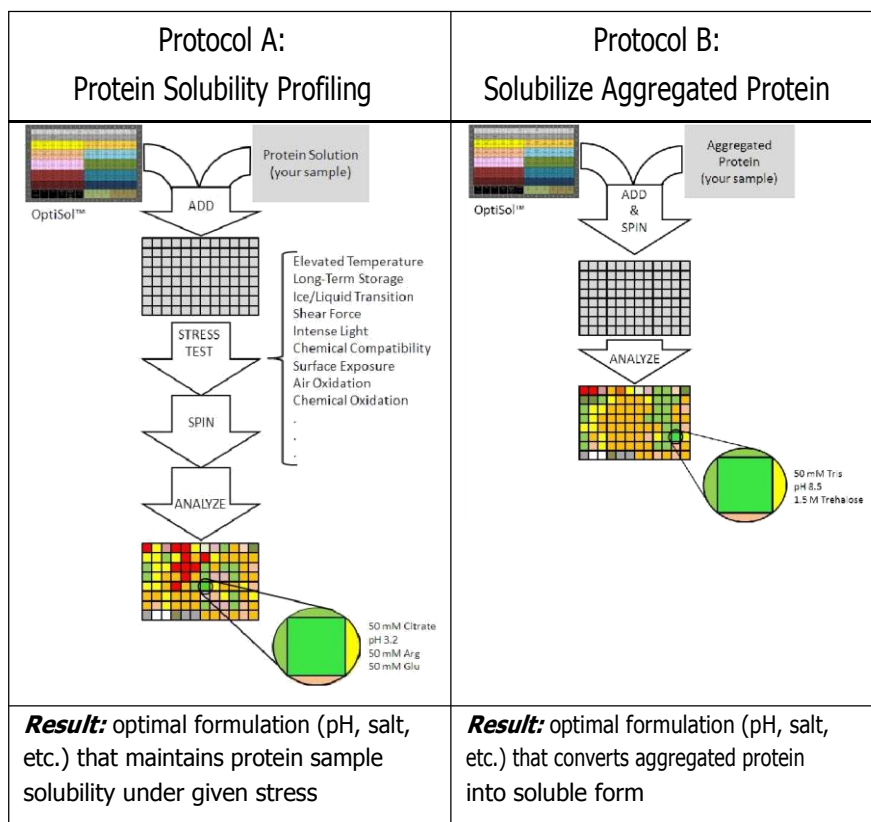 Protocol A:
Protein Solubility Profiling
Protein Solution
(your sample)
OptiSol™
ADD
Elevated Temperature
Long-Term Storage
Ice/Liquid Transition
Shear Force
Intense Light
Chemical Compatibility
Surface Exposure
Air Oxidation
Chemical Oxidation
.
.
.
STRESS
TEST
SPIN
ANALYZE
50 mM Citrate
pH 3.2
50 mM Arg
50 mM Glu
Result: optimal formulation (pH, salt,
etc.) that maintains protein sample
solubility under given stress
Protocol B:
Solubilize Aggregated Protein
Aggregated
Protein
(your sample)
OptiSol™
ADD
&
SPIN
ANALYZE
50 mM Tris
pH 8.5
1.5 M Trehalose
Result: optimal formulation (pH, salt,
etc.) that converts aggregated protein
into soluble form